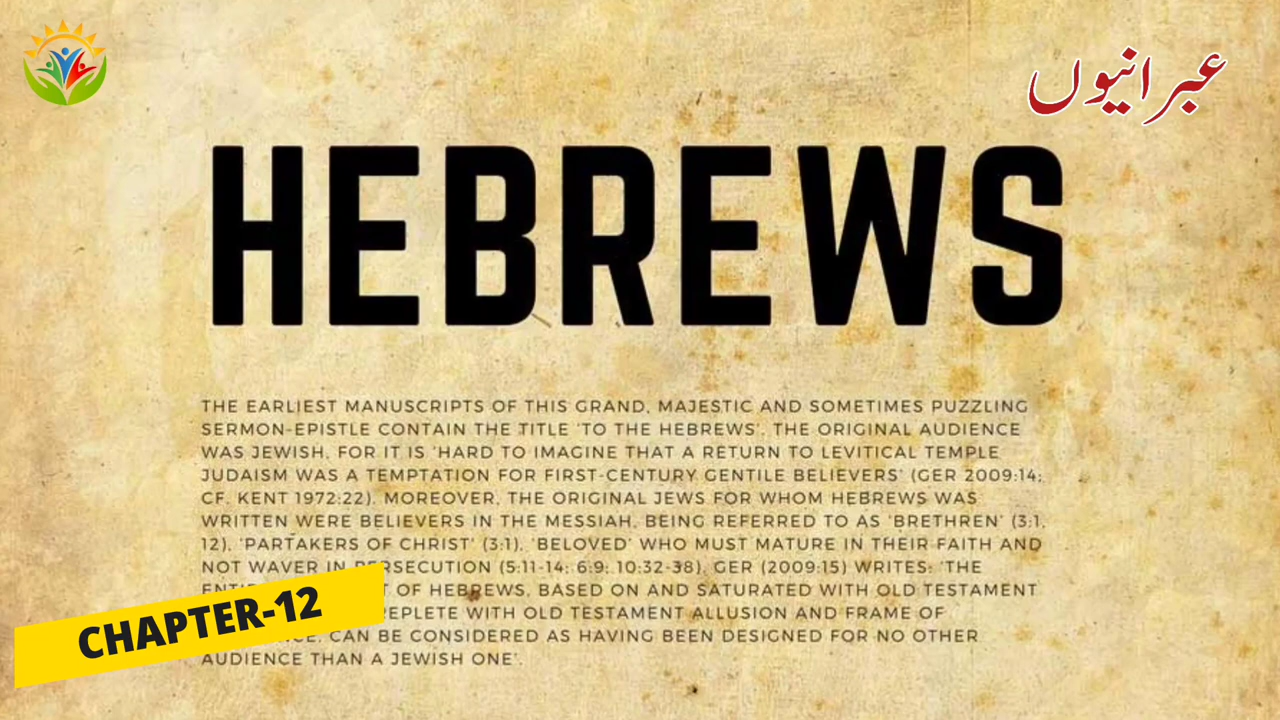 عبرانیوں
HEBREWS
THE EARLIEST MANUSCRIPTS OF THIS GRAND, MAJESTIC AND SOMETIMES PUZZLING
SERMON-EPISTLE CONTAIN THE TITLE 'TO THE HEBREWS'. THE ORIGINAL AUDIENCE
WAS JEWISH, FOR IT IS 'HARD TO IMAGINE THAT A RETURN TO LEVITICAL TEMPLE
JUDAISM WAS A TEMPTATION FOR FIRST-CENTURY GENTILE BELIEVERS' (GER 2009:14;
CF. KENT 1972:22). MOREOVER, THE ORIGINAL JEWS FOR WHOM HEBREWS WAS
WRITTEN WERE BELIEVERS IN THE MESSIAH, BEING REFERRED TO AS 'BRETHREN' (3:1,
12), 'PARTAKERS OF CHRIST' (3:1), 'BELOVED' WHO MUST MATURE IN THEIR FAITH AND
NOT WAVER IN PERSECUTION (5:11-14; 6:9; 10:32-38). GER (2009:15) WRITES: 'THE
OF HEBREWS, BASED ON AND SATURATED WITH OLD TESTAMENT
REPLETE WITH OLD TESTAMENT ALLUSION AND FRAME OF
CAN BE CONSIDERED AS HAVING BEEN DESIGNED FOR NO OTHER
AUDIENCE THAN A JEWISH ONE'.
CHAPTER-12